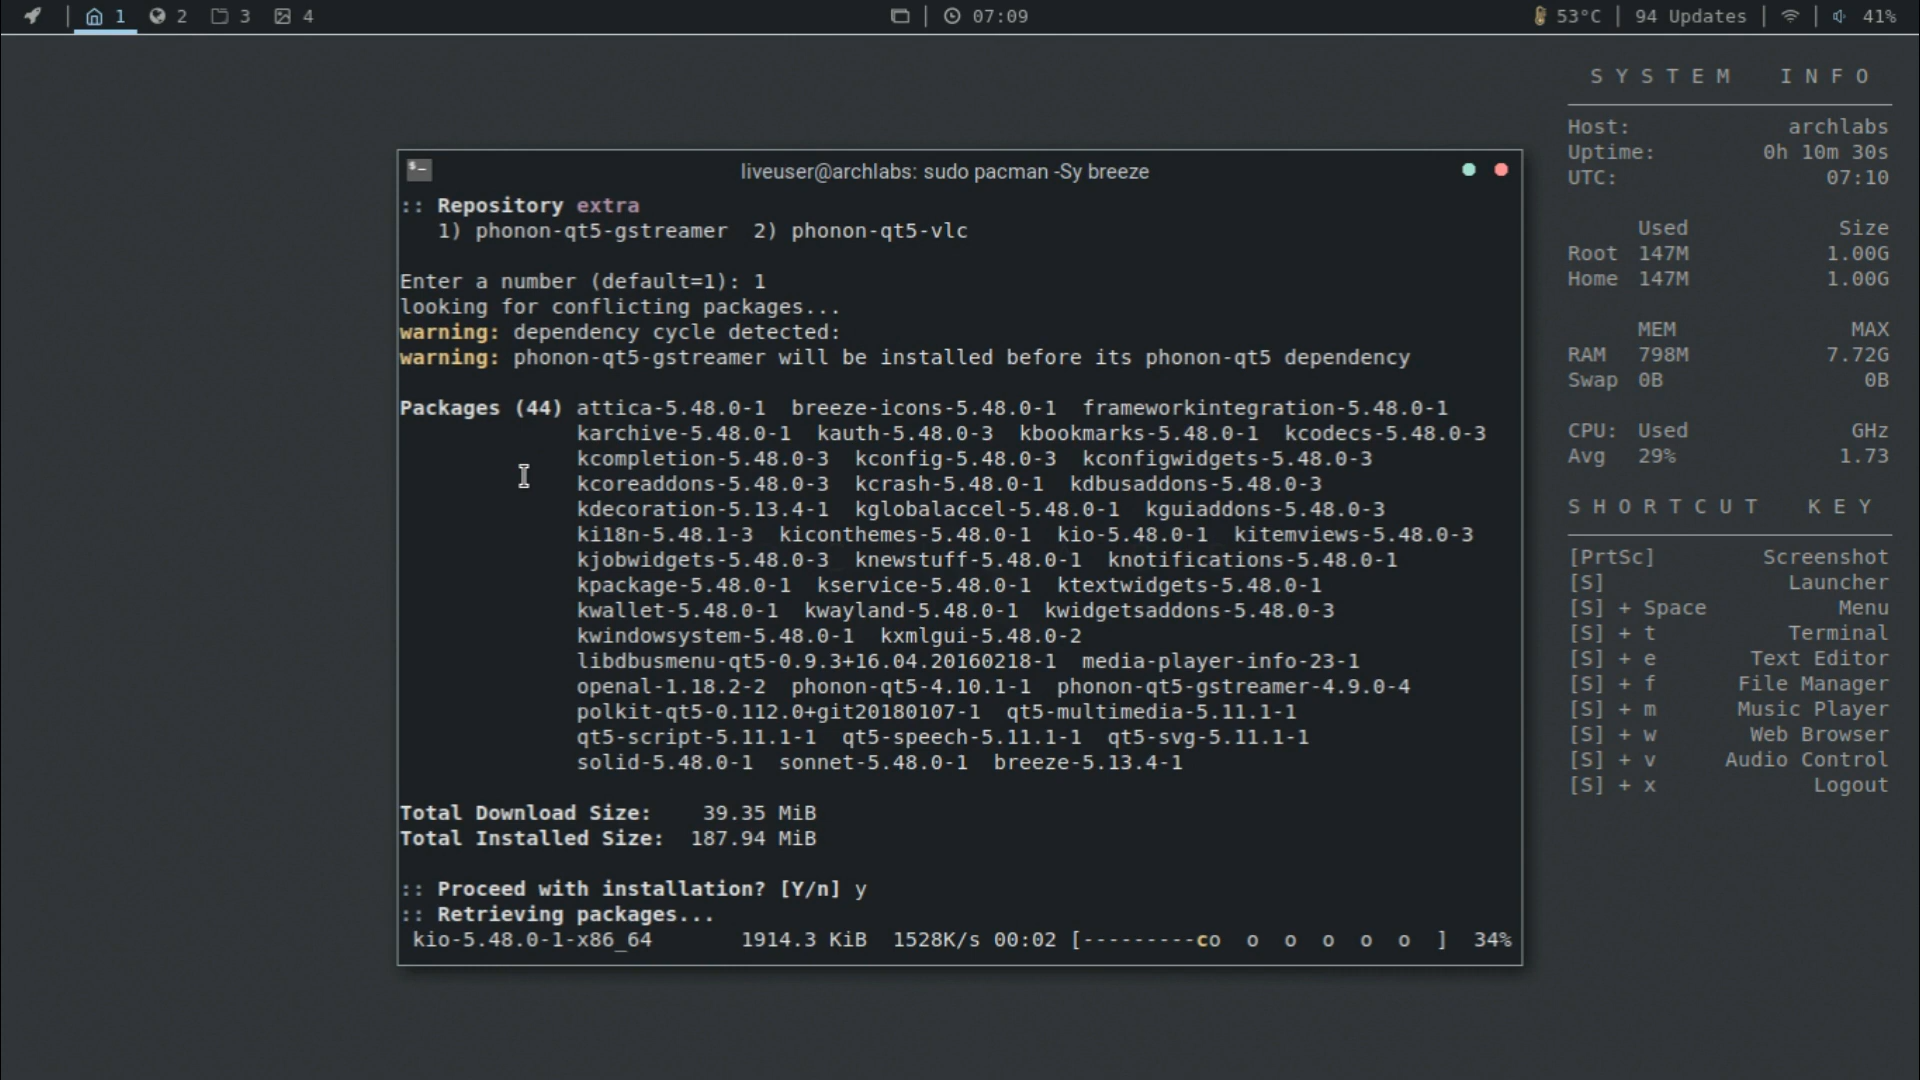 1 2 3 4 07:09 53°C 94 Updates 41%
liveuser@archlabs: sudo pacman -Sy breeze
:: Repository extra
1) phonon-qt5-gstreamer 2) phonon-qt5-vlc
Enter a number (default=1): 1
looking for conflicting packages...
warning: dependency cycle detected:
warning: phonon-qt5-gstreamer will be installed before its phonon-qt5 dependency
Packages (44) attica-5.48.0-1 breeze-icons-5.48.0-1 frameworkintegration-5.48.0-1
karchive-5.48.0-1 kauth-5.48.0-3 kbookmarks-5.48.0-1 kcodecs-5.48.0-3
kcompletion-5.48.0-3 kconfig-5.48.0-3 kconfigwidgets-5.48.0-3
kcoreaddons-5.48.0-3 kcrash-5.48.0-1 kdbusaddons-5.48.0-3
kdecoration-5.13.4-1 kglobalaccel-5.48.0-1 kguiaddons-5.48.0-3
ki18n-5.48.1-3 kiconthemes-5.48.0-1 kio-5.48.0-1 kitemviews-5.48.0-3
kjobwidgets-5.48.0-3 knewstuff-5.48.0-1 knotifications-5.48.0-1
kpackage-5.48.0-1 kservice-5.48.0-1 ktextwidgets-5.48.0-1
kwallet-5.48.0-1 kwayland-5.48.0-1 kwidgetsaddons-5.48.0-3
kwindowsystem-5.48.0-1 kxmlgui-5.48.0-2
libdbusmenu-qt5-0.9.3+16.04.20160218-1 media-player-info-23-1
openal-1.18.2-2 phonon-qt5-4.10.1-1 phonon-qt5-gstreamer-4.9.0-4
polkit-qt5-0.112.0+git20180107-1 qt5-multimedia-5.11.1-1
qt5-script-5.11.1-1 qt5-speech-5.11.1-1 qt5-svg-5.11.1-1
solid-5.48.0-1 sonnet-5.48.0-1 breeze-5.13.4-1
Total Download Size: 39.35 MiB
Total Installed Size: 187.94 MiB
:: Proceed with installation? [Y/n] y
:: Retrieving packages...
kio-5.48.0-1-x86_64 1914.3 KiB 1528K/s 00:02 [---------co o o o o o ] 34%
SYSTEM INFO
Host: archlabs
Uptime: 0h 10m 30s
UTC: 07:10
Used Size
Root 147M 1.00G
Home 147M 1.00G
MEM MAX
RAM 798M 7.72G
Swap 0B 0B
CPU: Used GHz
Avg 29% 1.73
SHORTCUT KEY
[PrtSc] Screenshot
[S] Launcher
[S] + Space Menu
[S] + t Terminal
[S] + e Text Editor
[S] + f File Manager
[S] + m Music Player
[S] + w Web Browser
[S] + v Audio Control
[S] + x Logout